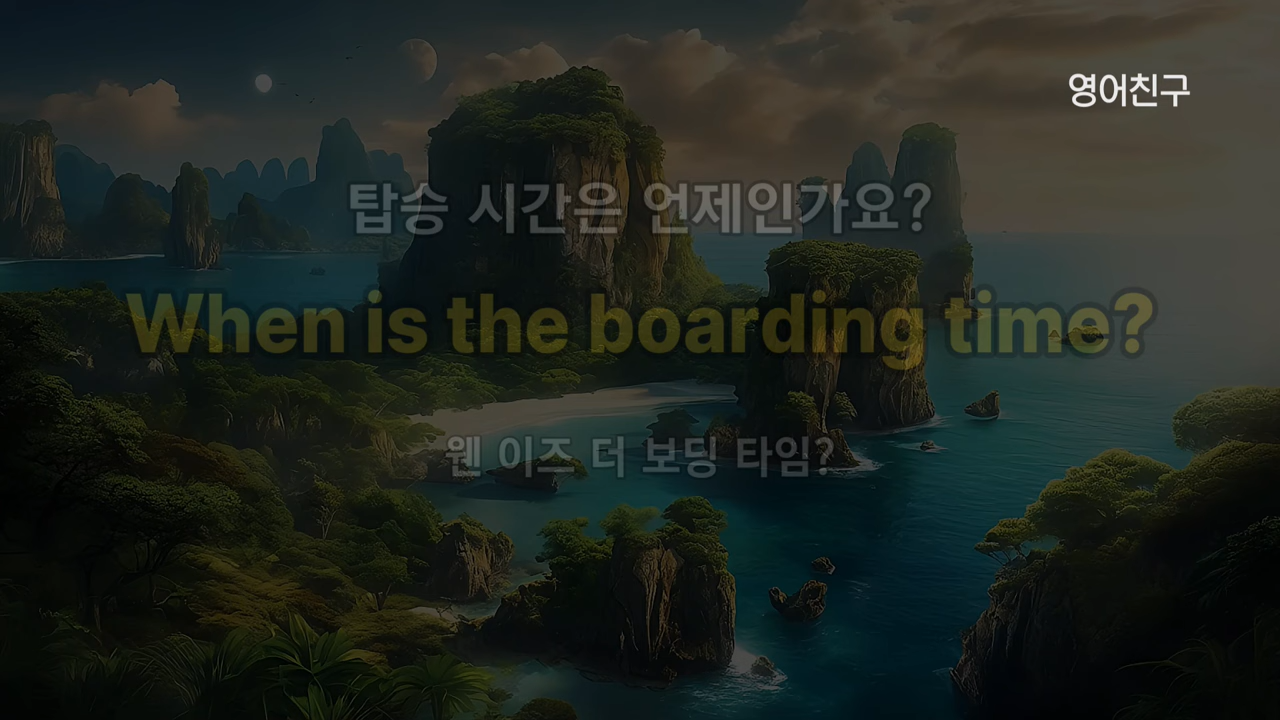 영어친구
탑승 시간은 언제인가요?
When is the boarding time?
웬 이즈 더 보딩 타임?